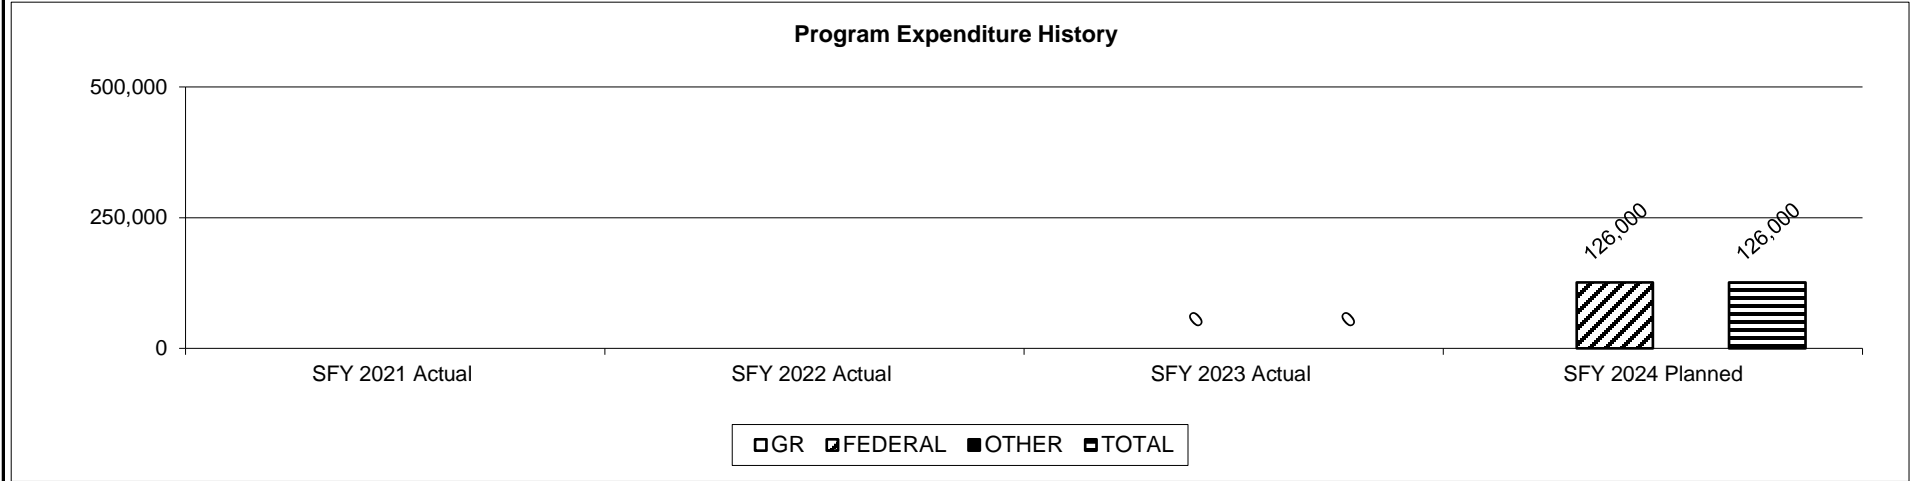 Program Expenditure History
500,000
250,000
126,000
126,000
0
0
0
SFY 2021 Actual
SFY 2022 Actual
SFY 2023 Actual
SFY 2024 Planned
GR FEDERAL OTHER TOTAL